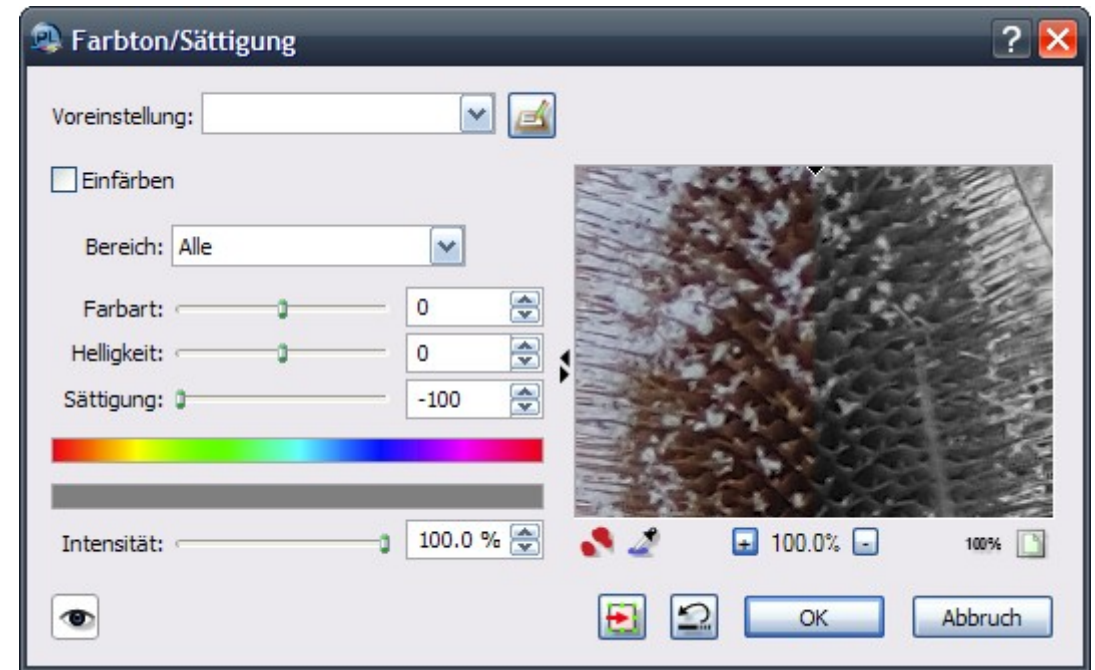 PL Farbton/Sättigung ?
Voreinstellung:
Einfärben
Bereich: Alle
Farbart: 0
Helligkeit: 0
Sättigung: -100
Intensität: 100.0 %
+ 100.0% - 100%
OK Abbruch